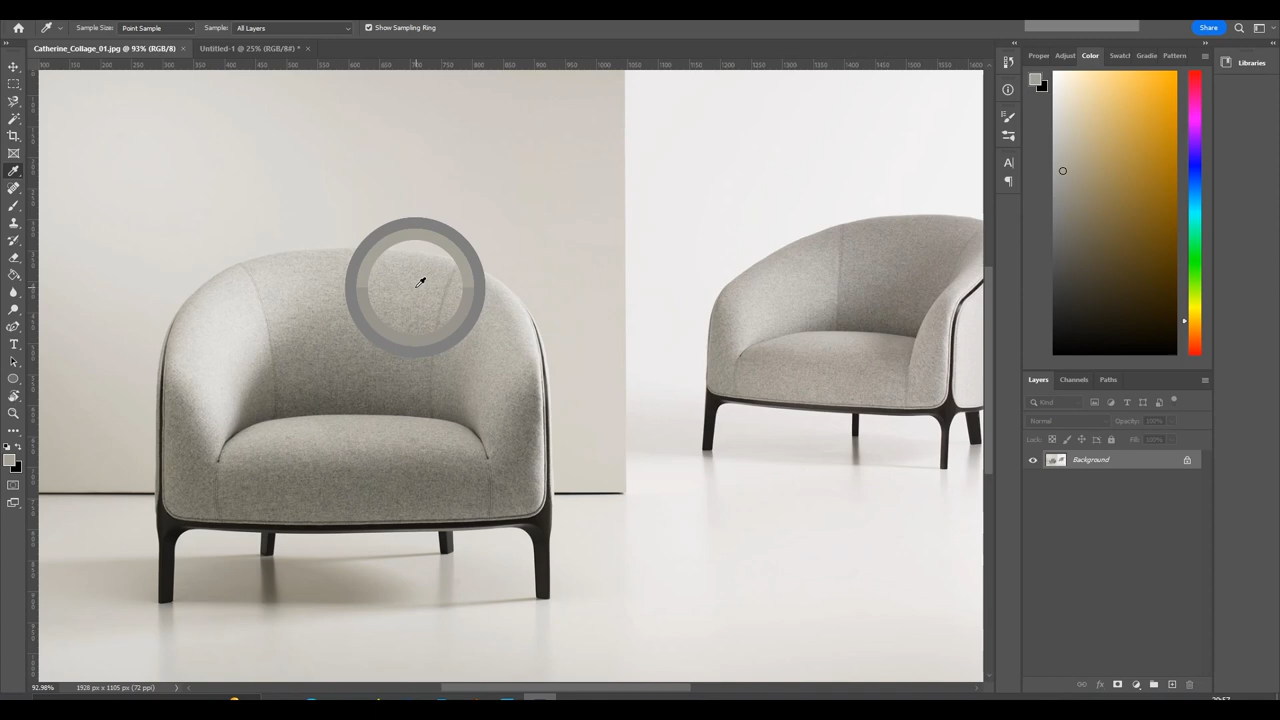 Sample Size: Point Sample Sample: All Layers Show Sampling Ring Share
Catherine_Collage_01.jpg @ 93% (RGB/8) × Untitled-1 @ 25% (RGB/8#) * ×
Proper Adjust Color Swatcl Gradie Pattern
Libraries
Layers Channels Paths
Kind
Normal Opacity: 100%
Lock: Fill: 100%
Background
92.98% 1928 px x 1105 px (72 ppi)